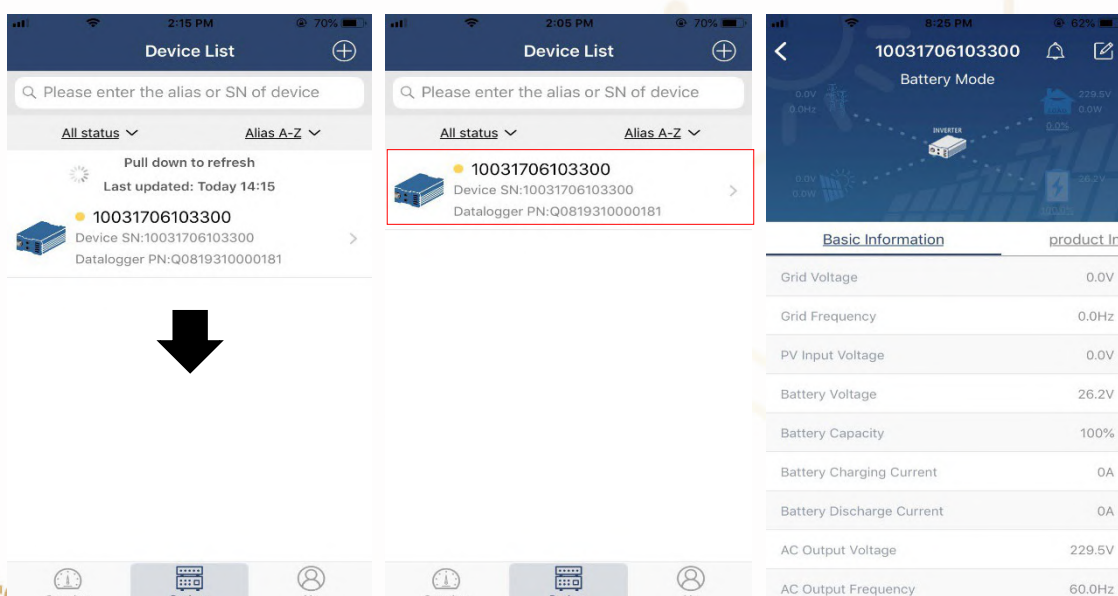 2:15 PM
70%
Device List
Please enter the alias or SN of device
All status
Alias A-Z
Pull down to refresh
Last updated: Today 14:15
10031706103300
Device SN:10031706103300
Datalogger PN:Q0819310000181
2:05 PM
70%
Device List
Please enter the alias or SN of device
All status
Alias A-Z
10031706103300
Device SN:10031706103300
Datalogger PN:Q0819310000181
8:25 PM
62%
10031706103300
Battery Mode
0.0V
0.0Hz
229.5V
0.0W
0.0%
INVERTER
0.0V
0.0W
26.2V
100.0%
Basic Information
product In
Grid Voltage 0.0V
Grid Frequency 0.0Hz
PV Input Voltage 0.0V
Battery Voltage 26.2V
Battery Capacity 100%
Battery Charging Current 0A
Battery Discharge Current 0A
AC Output Voltage 229.5V
AC Output Frequency 60.0Hz